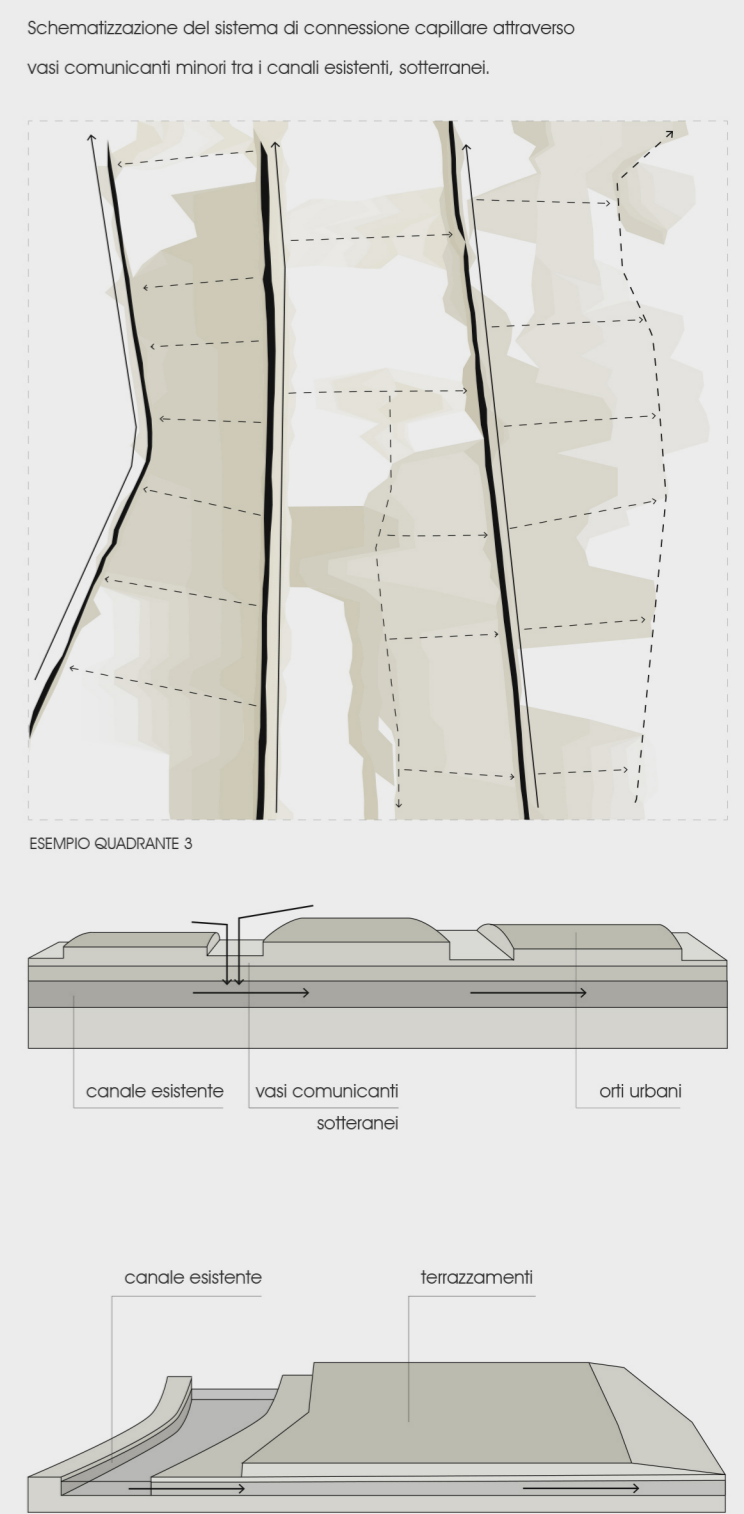 Schematizzazione del sistema di connessione capillare attraverso
vasi comunicanti minori tra i canali esistenti, sotterranei.
ESEMPIO QUADRANTE 3
canale esistente
vasi comunicanti
sotteranei
orti urbani
canale esistente
terrazzamenti